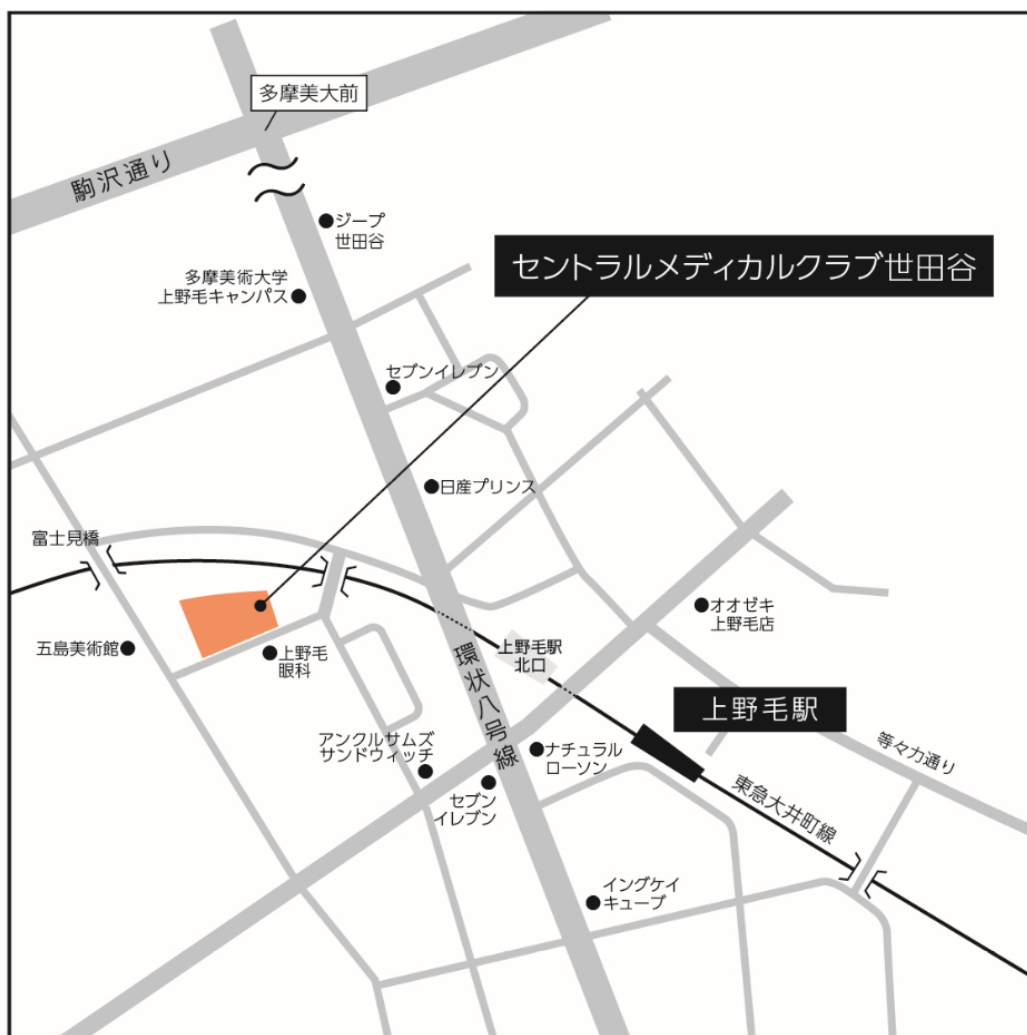 多摩美大前
駒沢通り
ジープ
世田谷
セントラルメディカルクラブ世田谷
多摩美術大学
上野毛キャンパス
セブンイレブン
日産プリンス
富士見橋
オオゼキ
上野毛店
五島美術館
上野毛
眼科
環状八号線
上野毛駅
北口
上野毛駅
等々力通り
アンクルサムズ
サンドウィッチ
ナチュラル
ローソン
セブン
イレブン
東急大井町線
イングケイ
キューブ